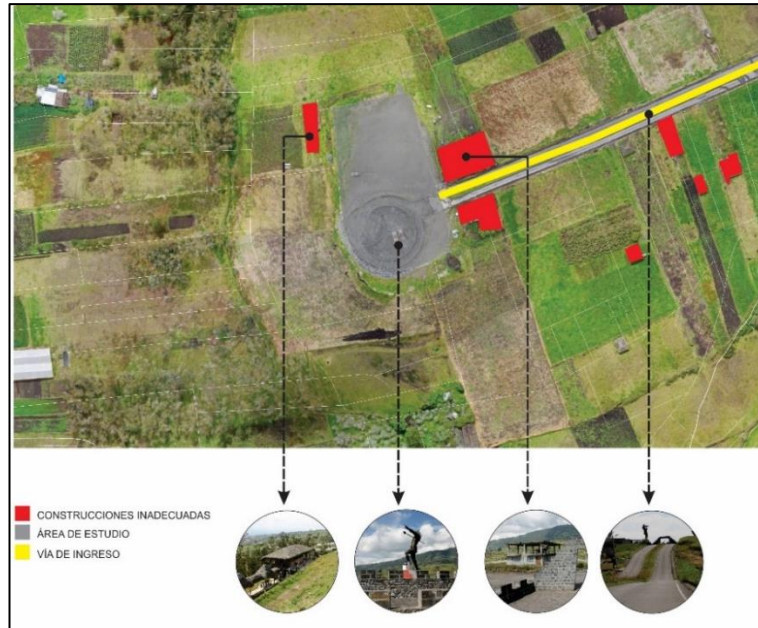 CONSTRUCCIONES INADECUADAS
ÁREA DE ESTUDIO
VÍA DE INGRESO